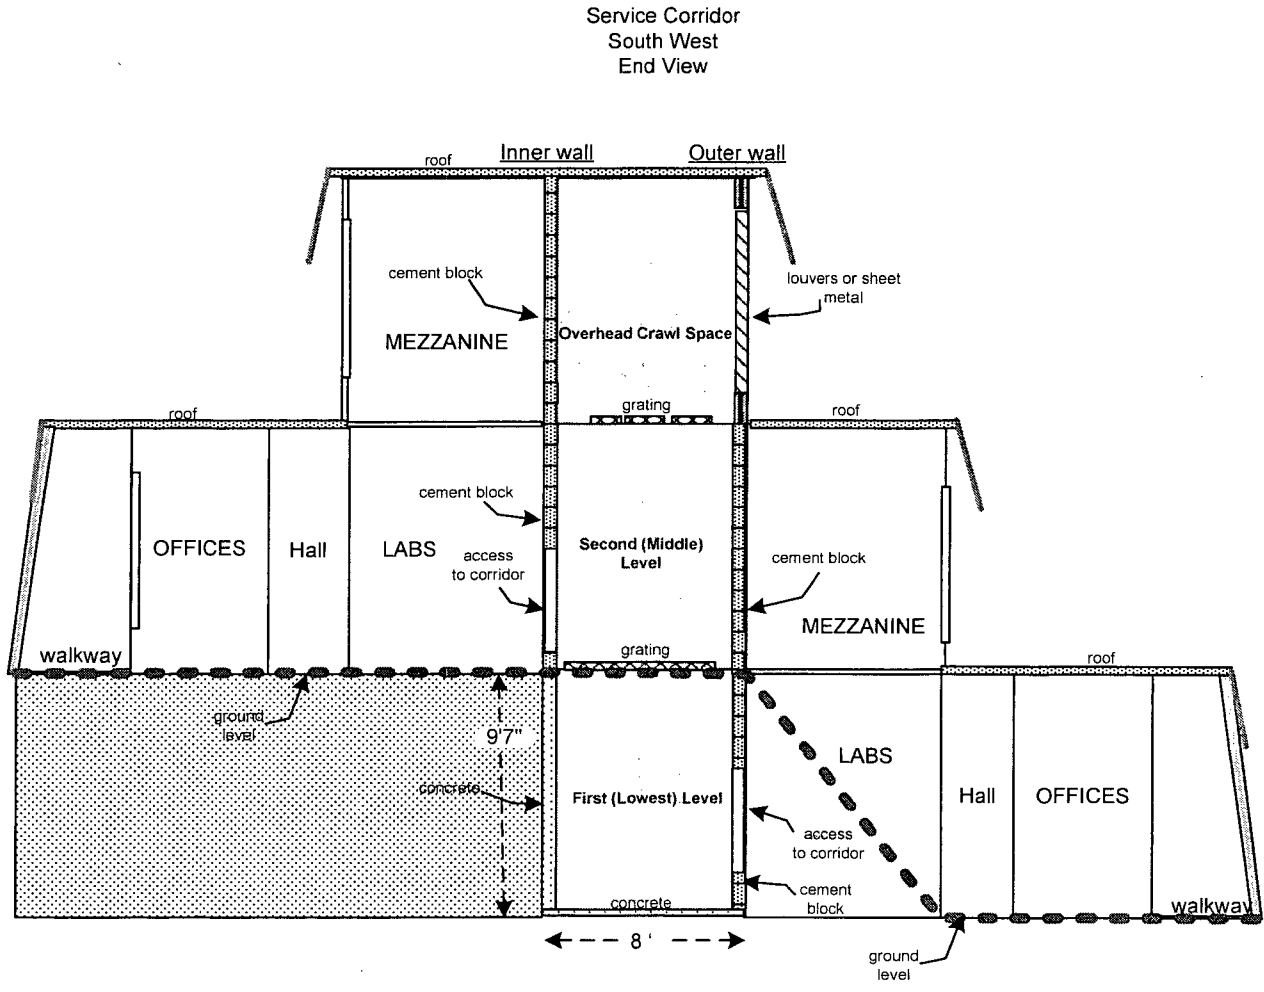 Service Corridor
South West
End View
Inner wall
Outer wall
roof
cement block
louvers or sheet
metal
MEZZANINE
Overhead Crawl Space
grating
roof
roof
cement block
OFFICES
Hall
LABS
access
to corridor
Second (Middle)
Level
cement block
MEZZANINE
walkway
grating
roof
ground
level
9'7"
LABS
concrete
First (Lowest) Level
Hall
OFFICES
access
to corridor
cement
block
concrete
walkway
8 '
ground
level